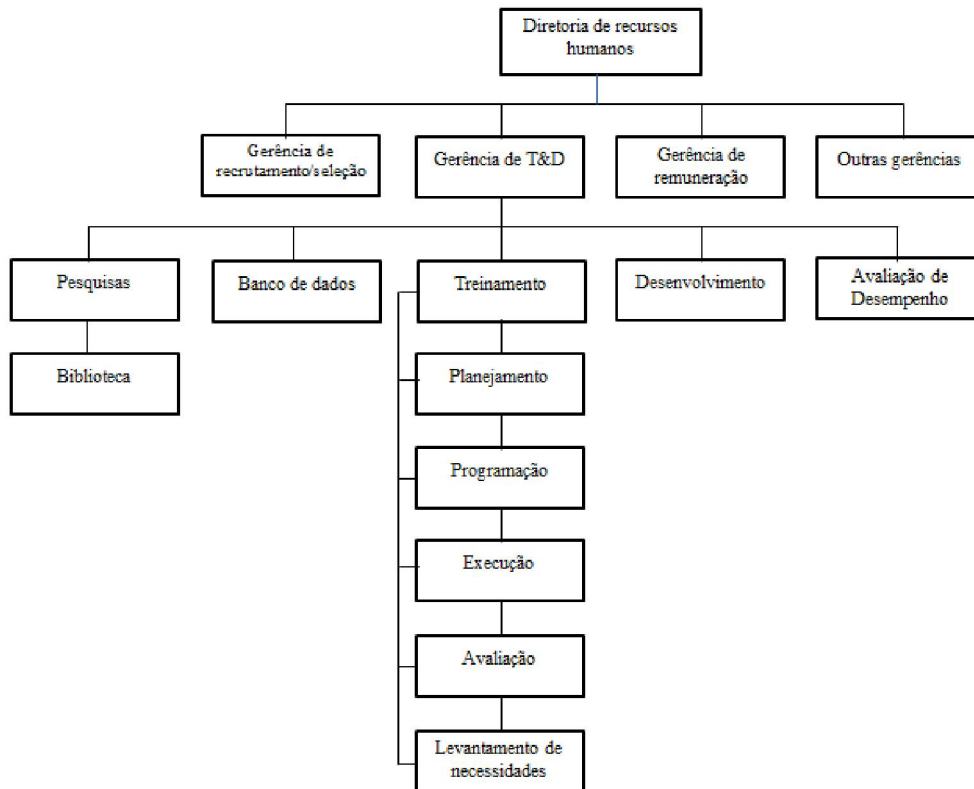 Diretoria de recursos
humanos
Gerência de
recrutamento/seleção
Gerência de T&D
Gerência de
remuneração
Outras gerências
Pesquisas
Banco de dados
Treinamento
Desenvolvimento
Avaliação de
Desempenho
Biblioteca
Planejamento
Programação
Execução
Avaliação
Levantamento de
necessidades